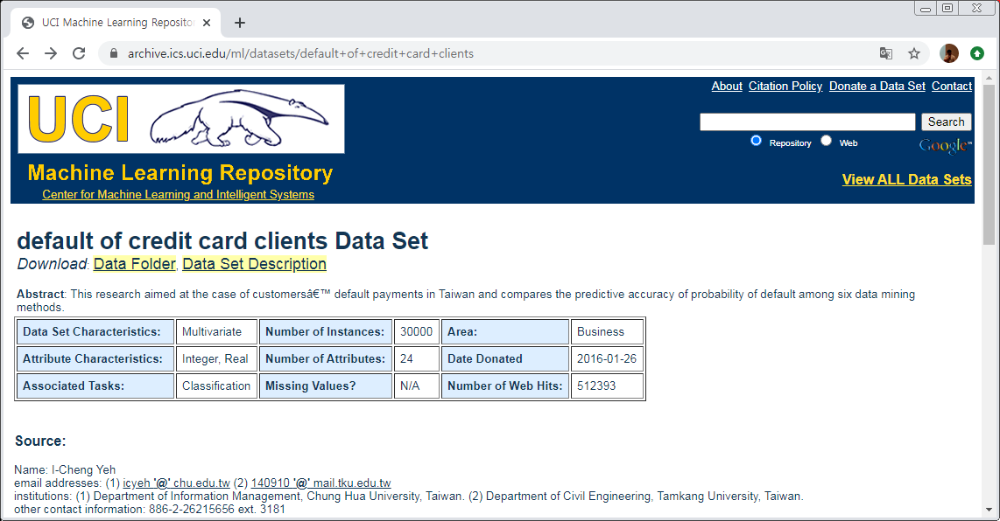 UCI Machine Learning Reposito
archive.ics.uci.edu/ml/datasets/default+of+credit+card+clients
About Citation Policy Donate a Data Set Contact
UCI
Search
Repository Web
Google™
Machine Learning Repository
Center for Machine Learning and Intelligent Systems
View ALL Data Sets
default of credit card clients Data Set
Download: Data Folder, Data Set Description
Abstract: This research aimed at the case of customersâ€™ default payments in Taiwan and compares the predictive accuracy of probability of default among six data mining
methods.
Data Set Characteristics: Multivariate Number of Instances: 30000 Area: Business
Attribute Characteristics: Integer, Real Number of Attributes: 24 Date Donated 2016-01-26
Associated Tasks: Classification Missing Values? N/A Number of Web Hits: 512393
Source:
Name: I-Cheng Yeh
email addresses: (1) icyeh '@' chu.edu.tw (2) 140910 '@' mail.tku.edu.tw
institutions: (1) Department of Information Management, Chung Hua University, Taiwan. (2) Department of Civil Engineering, Tamkang University, Taiwan.
other contact information: 886-2-26215656 ext. 3181